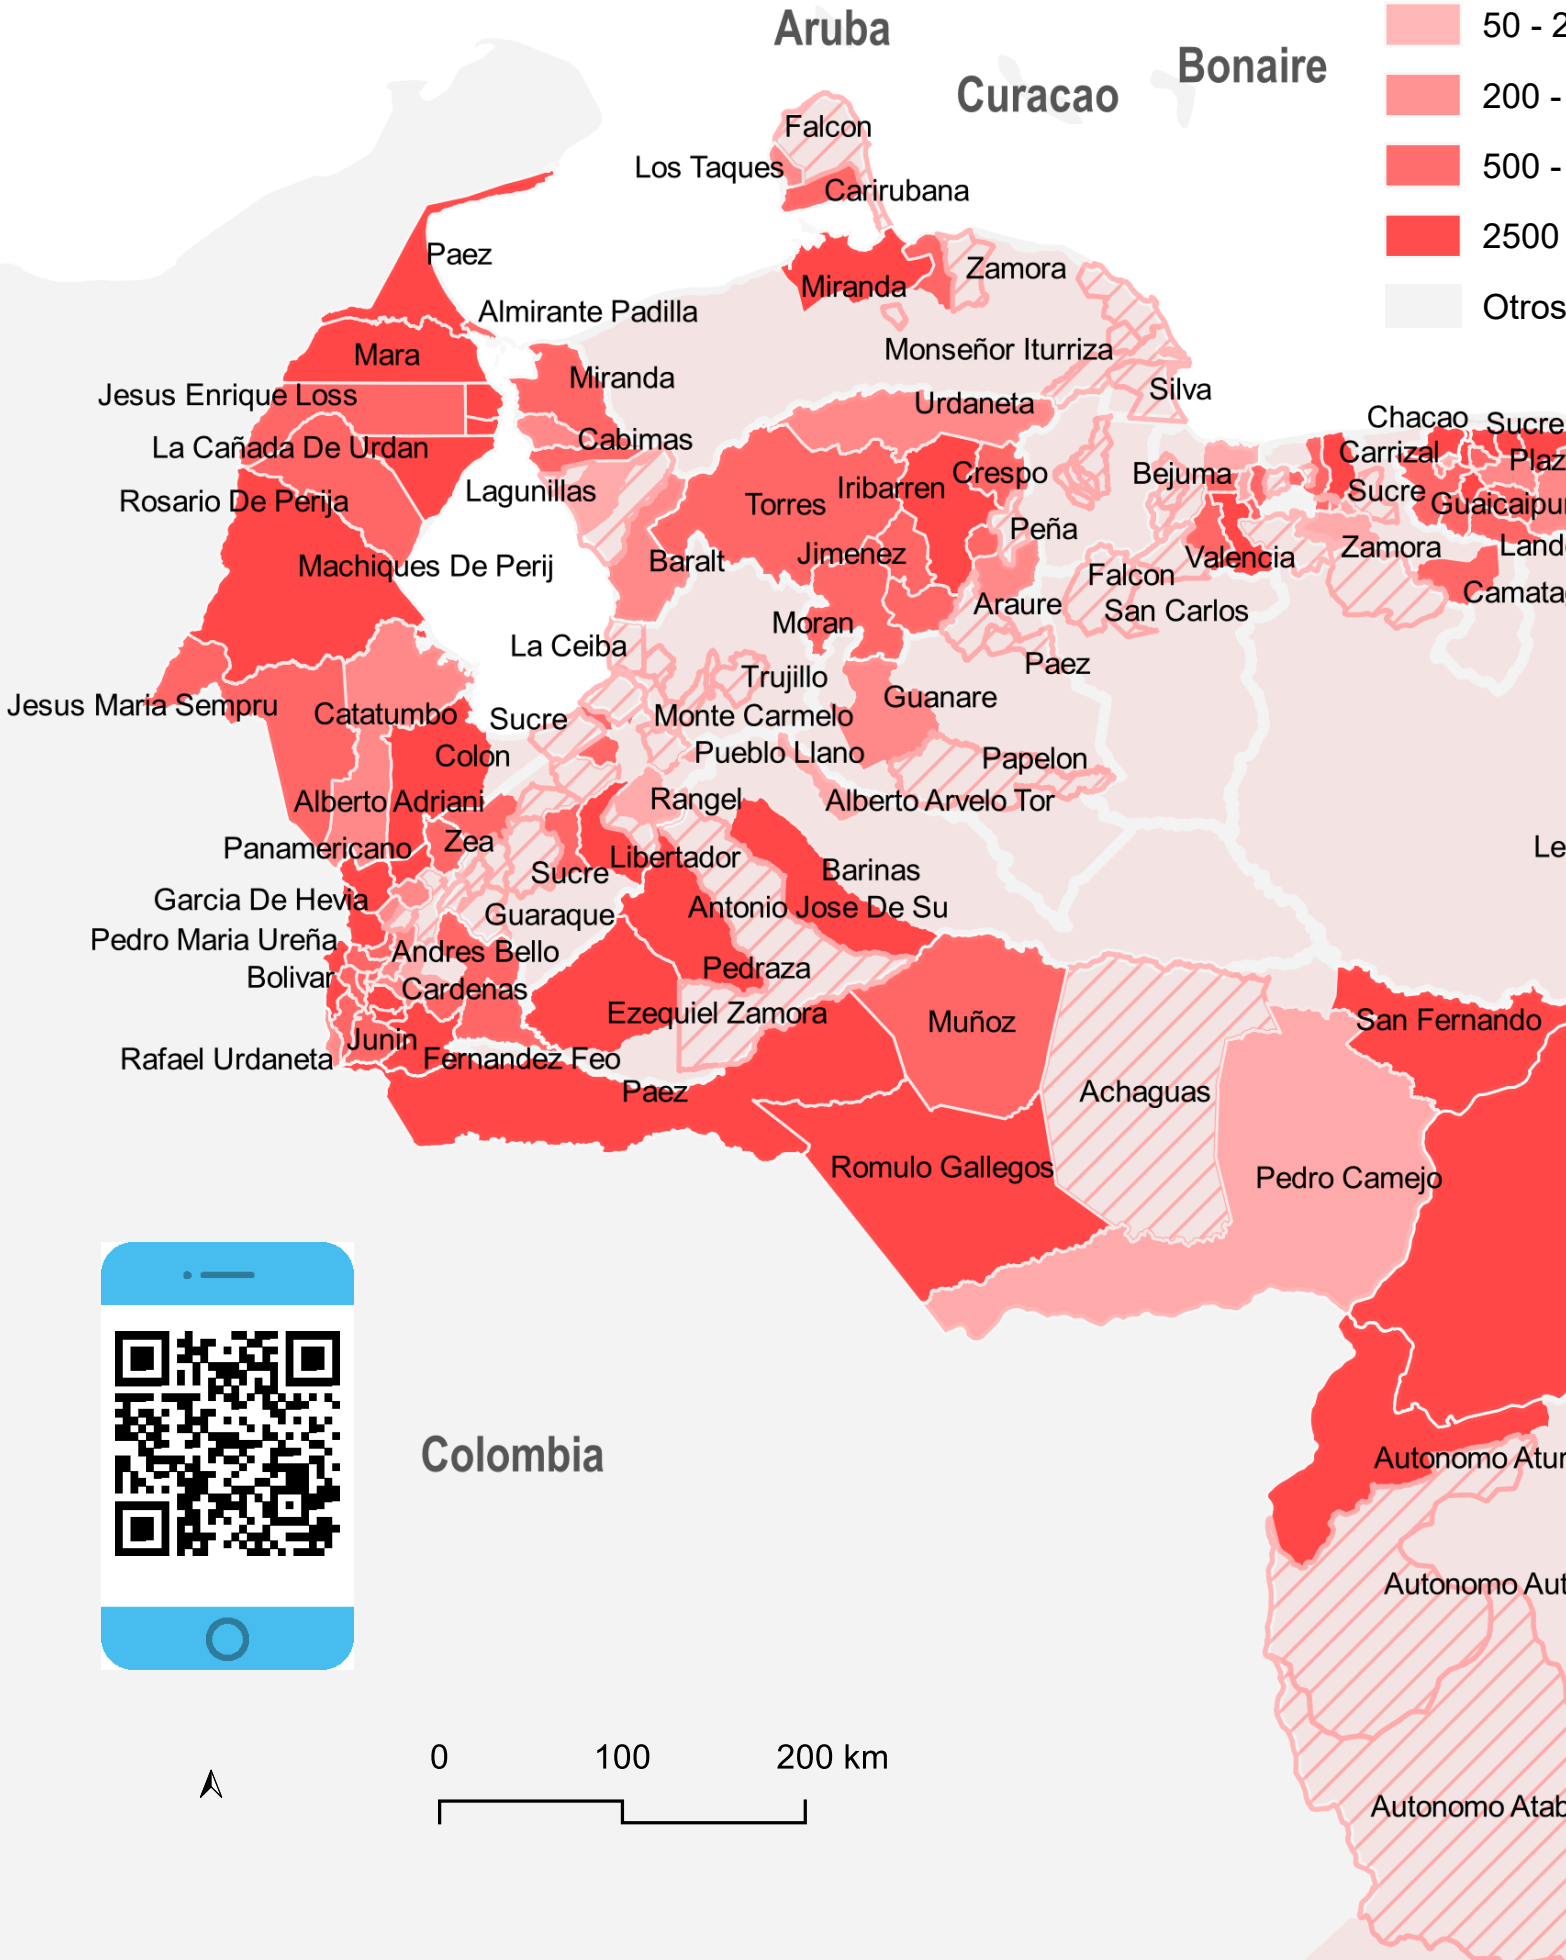 Aruba
50 - 2
Bonaire
Curacao
200 -
Falcon
Los Taques
500 -
Carirubana
2500
Paez
Zamora
Miranda
Otros
Almirante Padilla
Monseñor Iturriza
Mara
Miranda
Silva
Jesus Enrique Loss
Urdaneta
Chacao
Sucre
Cabimas
La Cañada De Urdan
Carrizal
Plaz
Crespo
Bejuma
Iribarren
Lagunillas
Sucre
Rosario De Perija
Torres
Guaicaipur
Peña
Zamora
Land
Jimenez
Valencia
Baralt
Machiques De Perij
Falcon
Camata
Araure
San Carlos
Moran
La Ceiba
Paez
Trujillo
Guanare
Jesus Maria Sempru
Catatumbo
Sucre
Monte Carmelo
Colon
Pueblo Llano
Papelon
Alberto Adriani
Rangel
Alberto Arvelo Tor
Zea
Panamericano
Le
Libertador
Sucre
Barinas
Garcia De Hevia
Antonio Jose De Su
Guaraque
Pedro Maria Ureña
Andres Bello
Pedraza
Bolivar
Cardenas
Ezequiel Zamora
Muñoz
San Fernando
Junin
Rafael Urdaneta
Fernandez Feo
Paez
Achaguas
Romulo Gallegos
Pedro Camejo
Colombia
Autonomo Atur
Autonomo Aut
0 100 200 km
Autonomo Atab